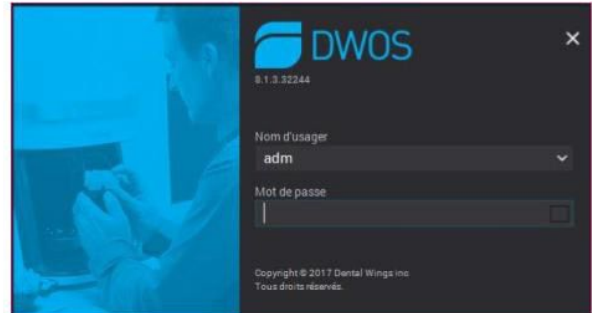 DWOS
8.1.3.32244
Nom d'usager
adm
Mot de passe
Copyright © 2017 Dental Wings inc.
Tous droits réservés.